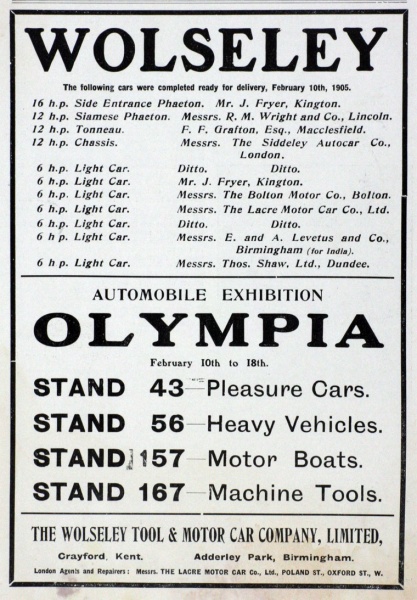 WOLSELEY
The following cars were completed ready for delivery, February 10th, 1905.
16 h.p. Side Entrance Phaeton. Mr. J. Fryer, Kington.
12 h.p. Siamese Phaeton. Messrs. R. M. Wright and Co., Lincoln.
12 h.p. Tonneau. F. F. Grafton, Esq., Macclesfield.
12 h.p. Chassis. Messrs. The Siddeley Autocar Co.,
London.
6 h.p. Light Car. Ditto. Ditto.
6 h.p. Light Car. Mr. J. Fryer, Kington.
6 h.p. Light Car. Messrs. The Bolton Motor Co., Bolton.
6 h.p. Light Car. Messrs. The Lacre Motor Car Co., Ltd.
6 h.p. Light Car. Ditto. Ditto.
6 h p. Light Car. Messrs. E. and A. Levetus and Co.,
Birmingham (for India).
6 h p. Light Car. Messrs. Thos. Shaw, Ltd., Dundee.
AUTOMOBILE EXHIBITION
OLYMPIA
February 10th to 18th.
STAND 43—Pleasure Cars.
STAND 56—Heavy Vehicles.
STAND 157—Motor Boats.
STAND 167—Machine Tools.
THE WOLSELEY TOOL & MOTOR CAR COMPANY, LIMITED,
Crayford, Kent. Adderley Park, Birmingham.
London Agents and Repairers: Messrs. THE LACRE MOTOR CAR Co., Ltd., POLAND ST., OXFORD ST., W.